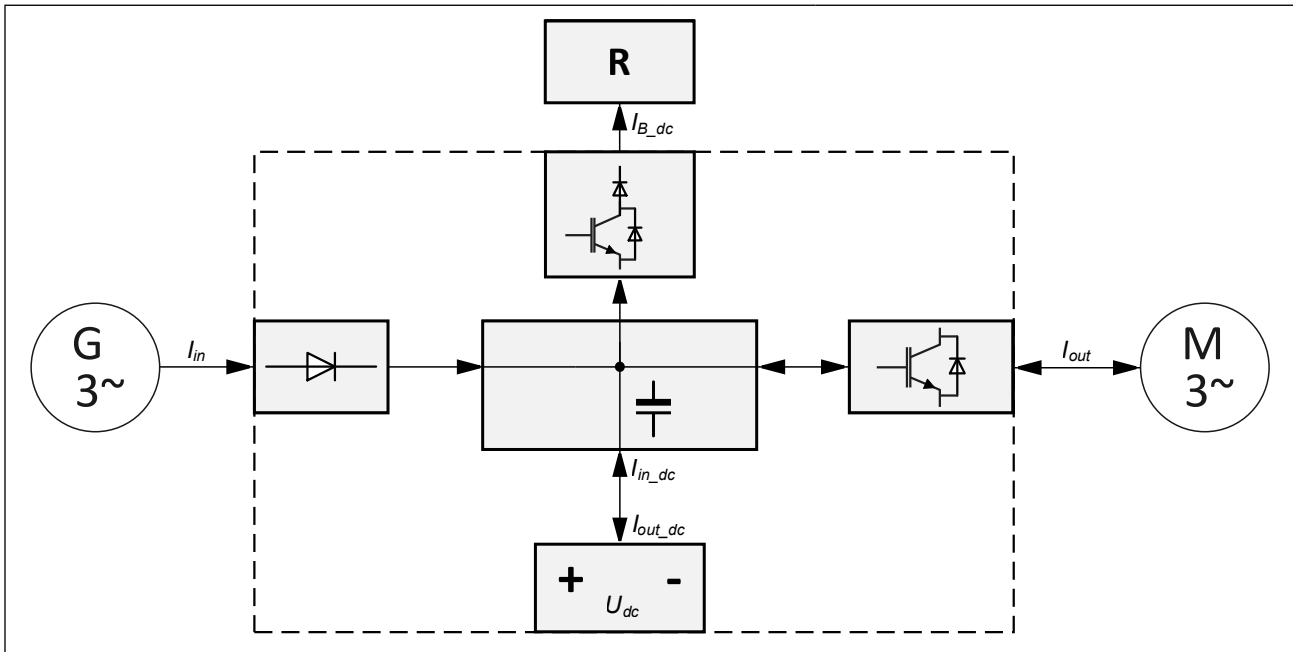 R
I_B_dc
G
3~
I_in
I_out
M
3~
I_in_dc
I_out_dc
+ -
U_dc